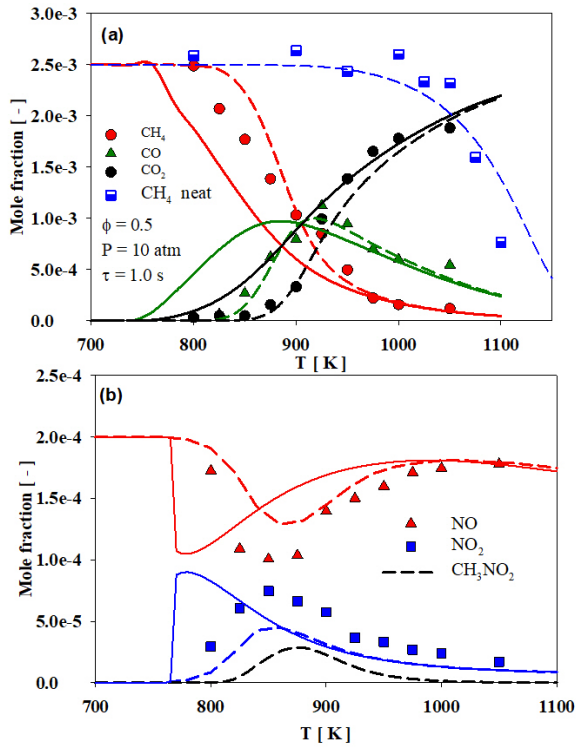 (a)
3.0e-3
2.5e-3
2.0e-3
1.5e-3
1.0e-3
5.0e-4
0.0
Mole fraction [ - ]
CH₄
CO
CO₂
CH₄ neat
ϕ = 0.5
P = 10 atm
τ = 1.0 s
700 800 900 1000 1100
T [ K ]
(b)
2.5e-4
2.0e-4
1.5e-4
1.0e-4
5.0e-5
0.0
Mole fraction [ - ]
NO
NO₂
CH₃NO₂
700 800 900 1000 1100
T [ K ]